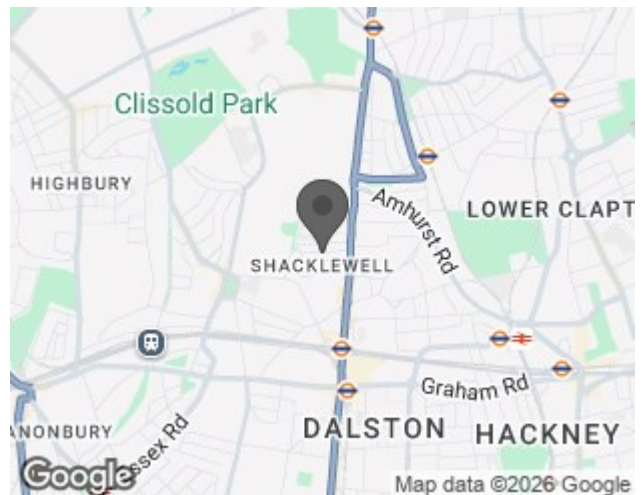 Clissold Park
HIGHBURY
Amhurst Rd
LOWER CLAPT
SHACKLEWELL
Graham Rd
ANONBURY
ssex Rd
DALSTON
HACKNEY
Google
Map data ©2026 Google